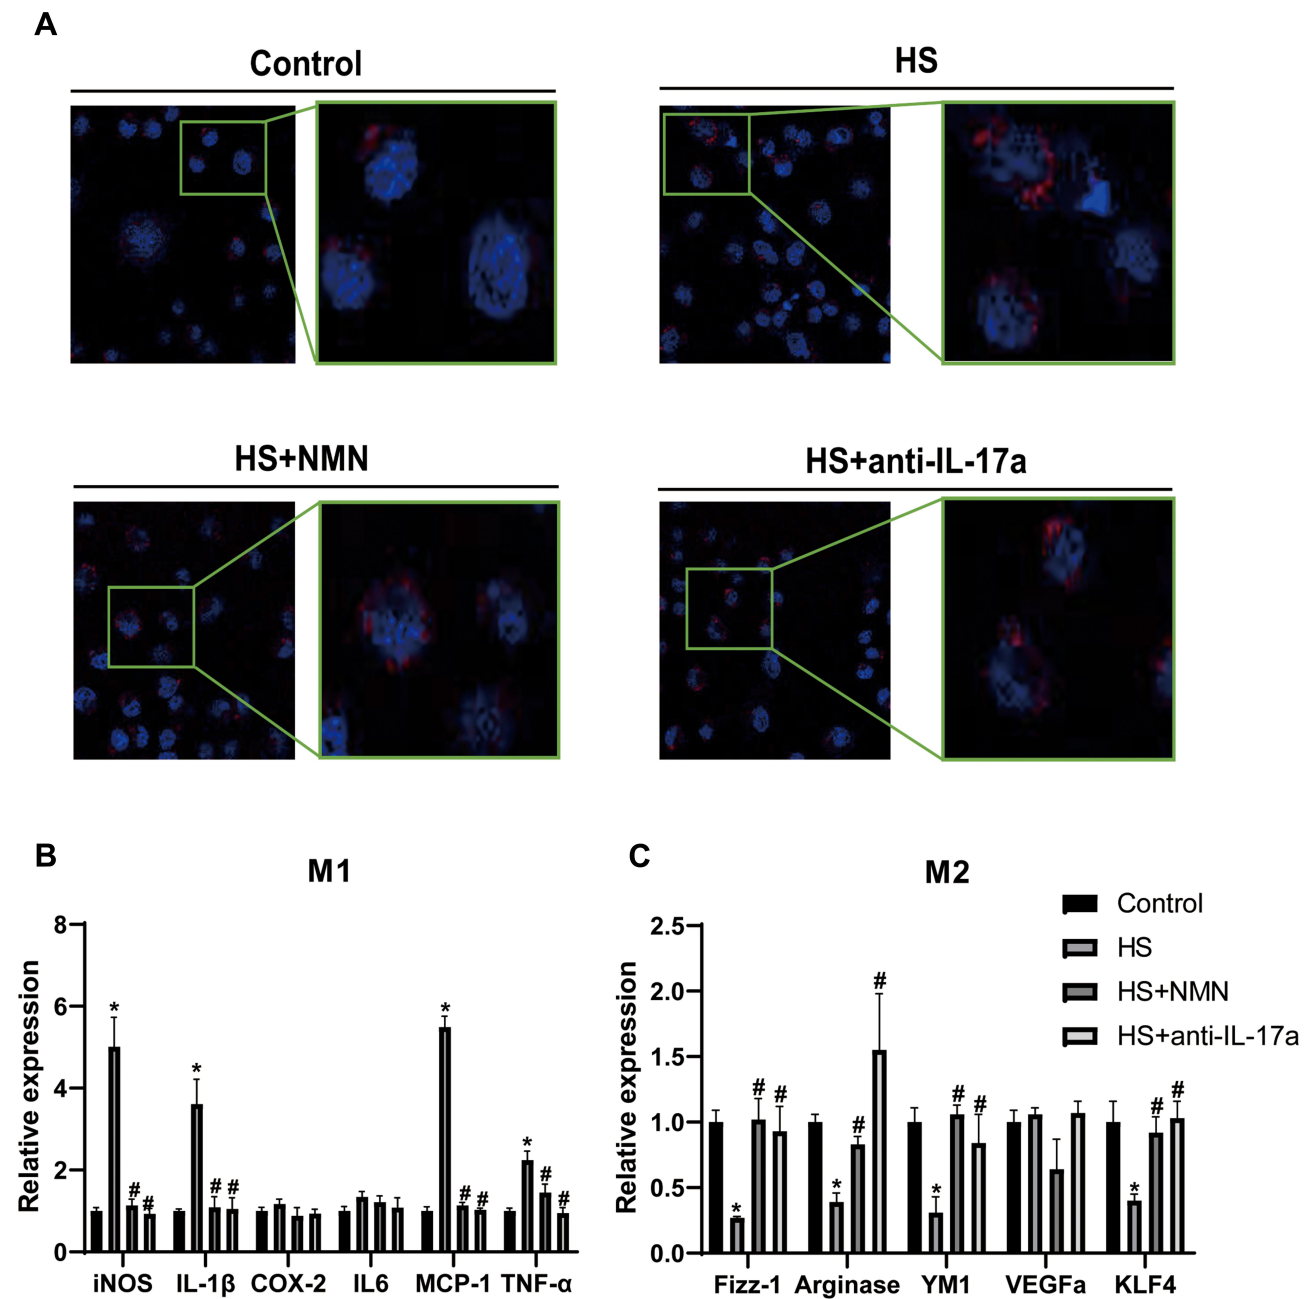 A
Control
HS
HS+NMN
HS+anti-IL-17a
B
M1
Relative expression
8
6
4
2
0
*
# #
*
# #
*
# #
*
# #
iNOS IL-1β COX-2 IL6 MCP-1 TNF-α
C
M2
Control
HS
HS+NMN
HS+anti-IL-17a
Relative expression
2.5
2.0
1.5
1.0
0.5
0.0
*
# #
*
# #
*
# #
*
# #
Fizz-1 Arginase YM1 VEGFa KLF4